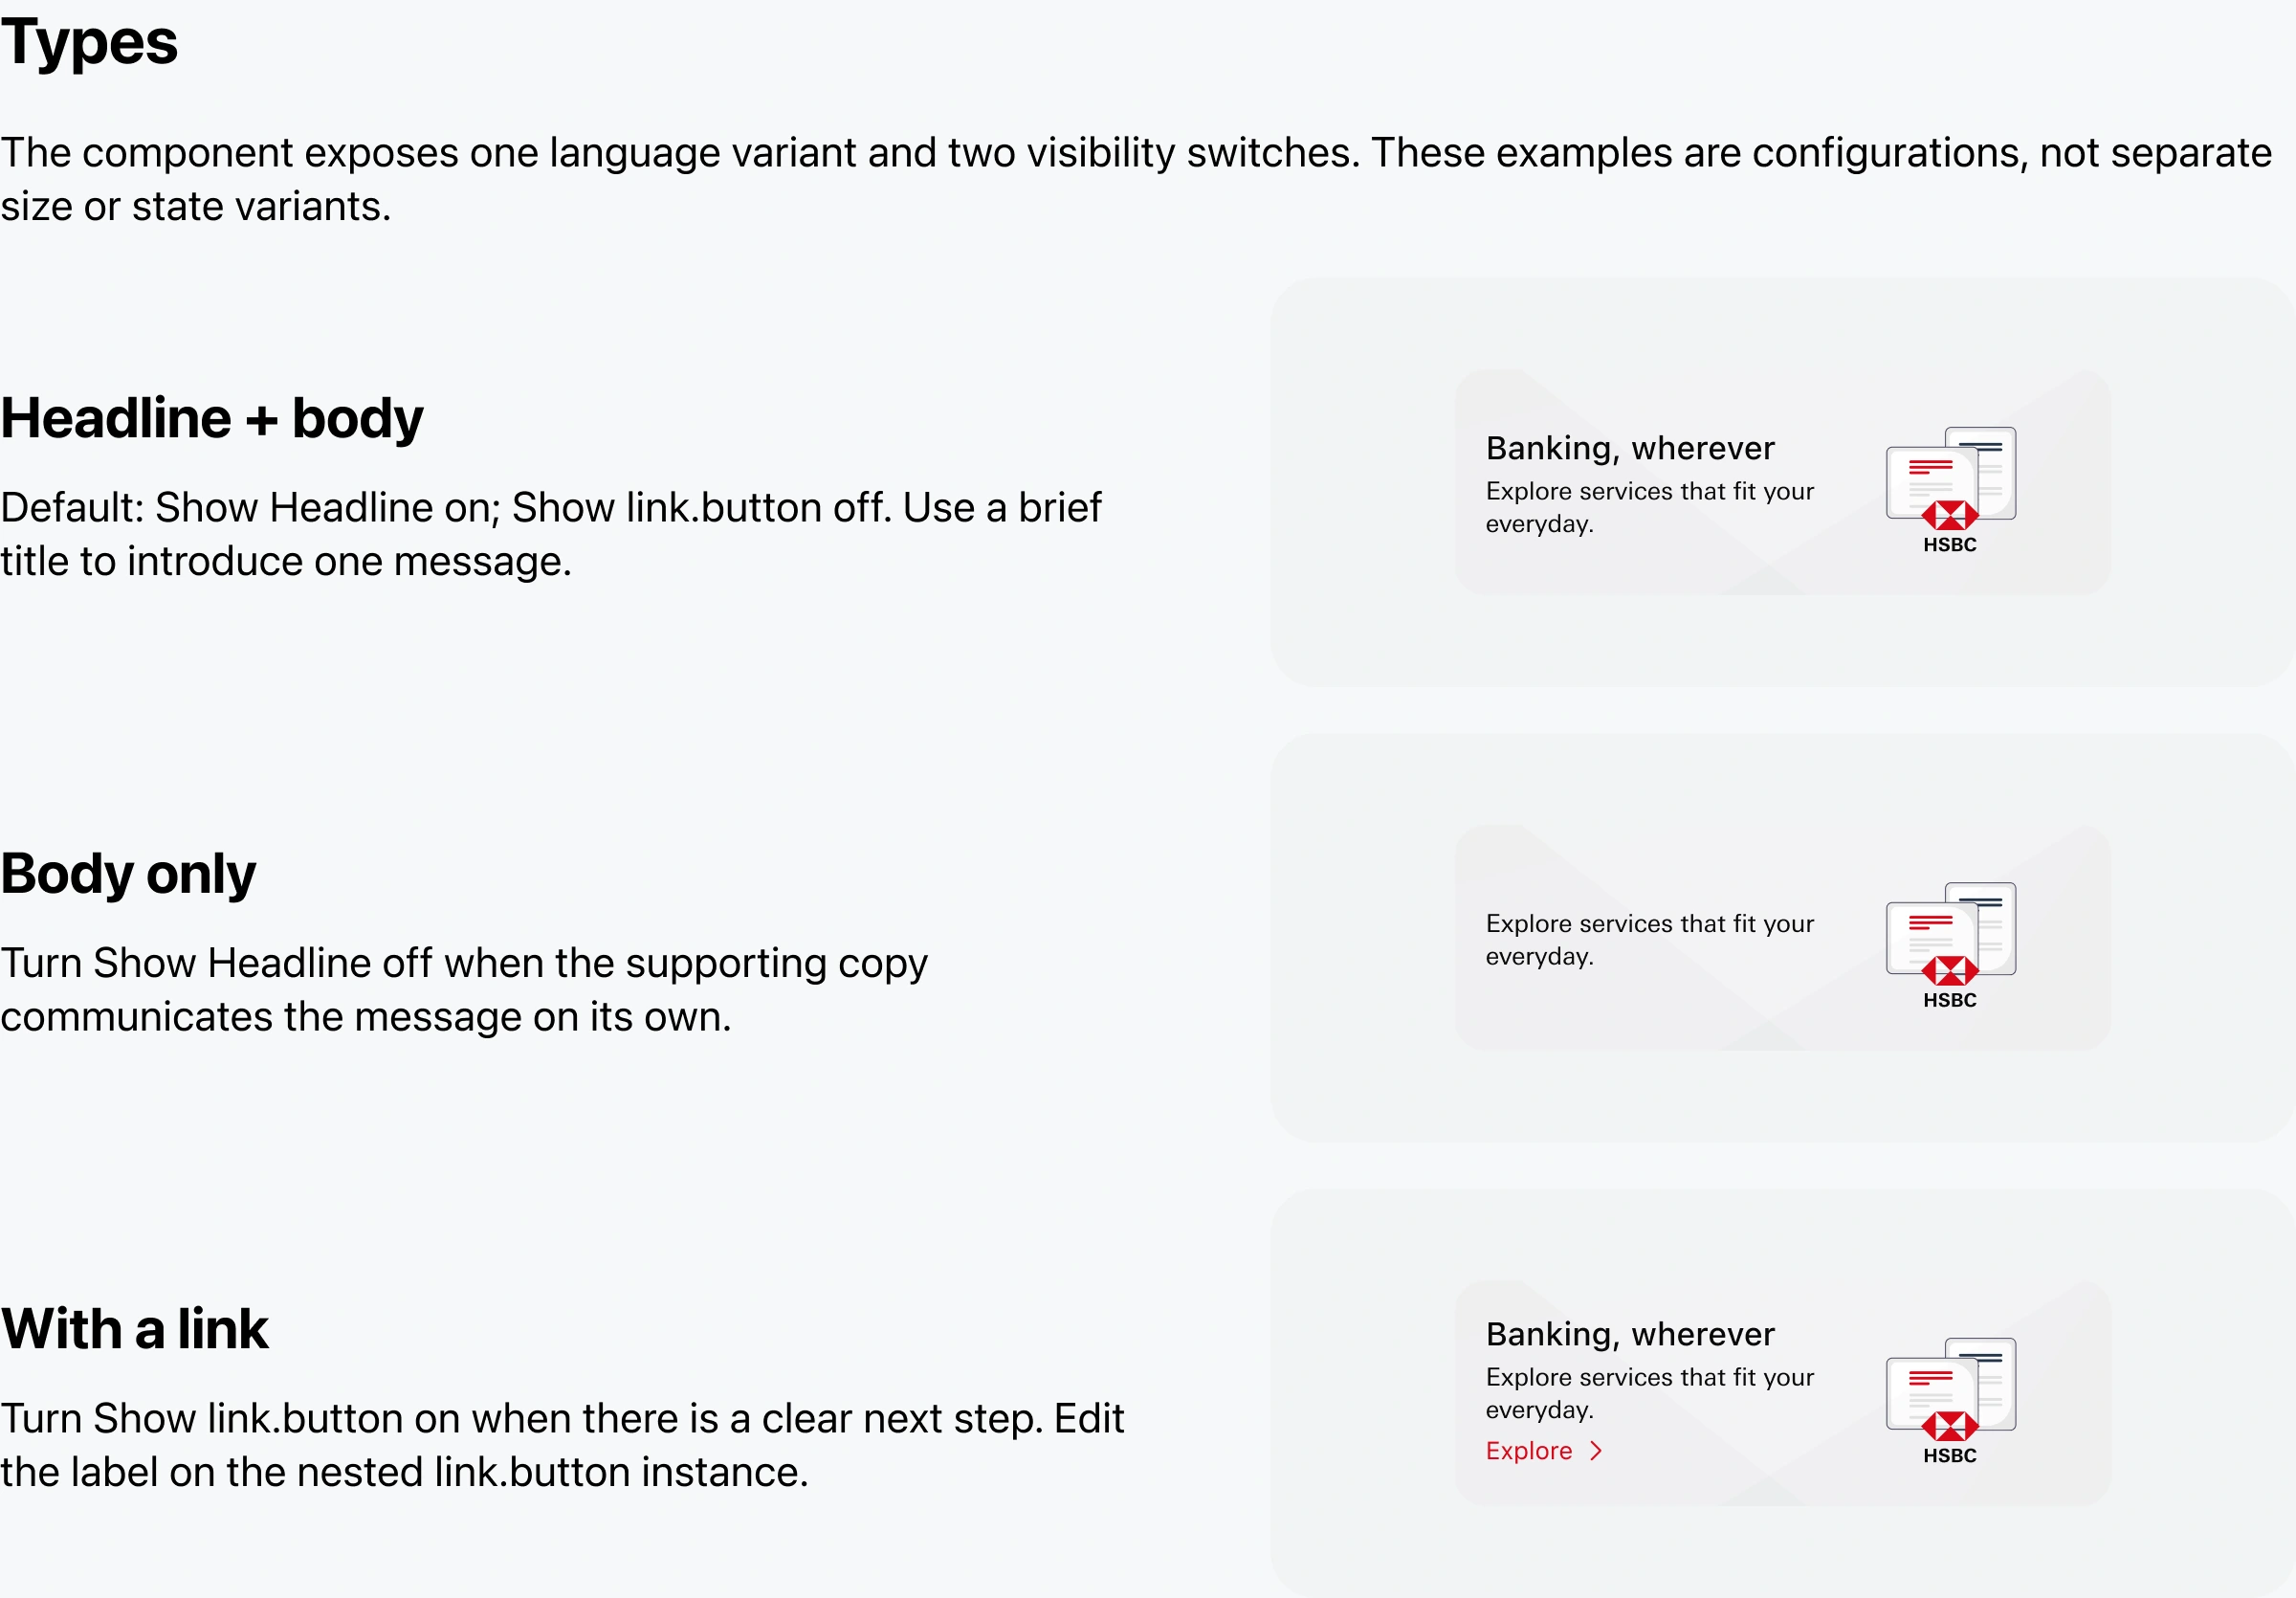 Types
The component exposes one language variant and two visibility switches. These examples are configurations, not separate
size or state variants.
Headline + body
Default: Show Headline on; Show link.button off. Use a brief
title to introduce one message.
Banking, wherever
Explore services that fit your
everyday.
HSBC
Body only
Turn Show Headline off when the supporting copy
communicates the message on its own.
Explore services that fit your
everyday.
HSBC
With a link
Turn Show link.button on when there is a clear next step. Edit
the label on the nested link.button instance.
Banking, wherever
Explore services that fit your
everyday.
Explore
HSBC